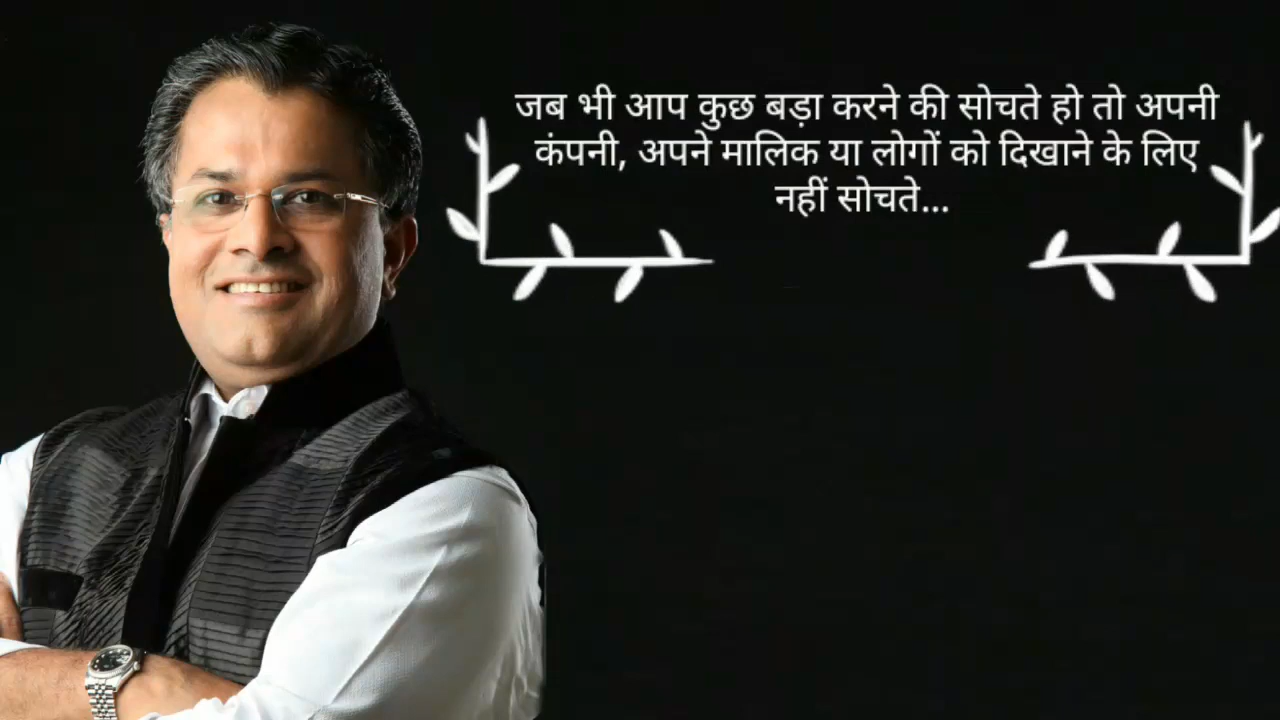 जब भी आप कुछ बड़ा करने की सोचते हो तो अपनी
कंपनी, अपने मालिक या लोगों को दिखाने के लिए
नहीं सोचते...